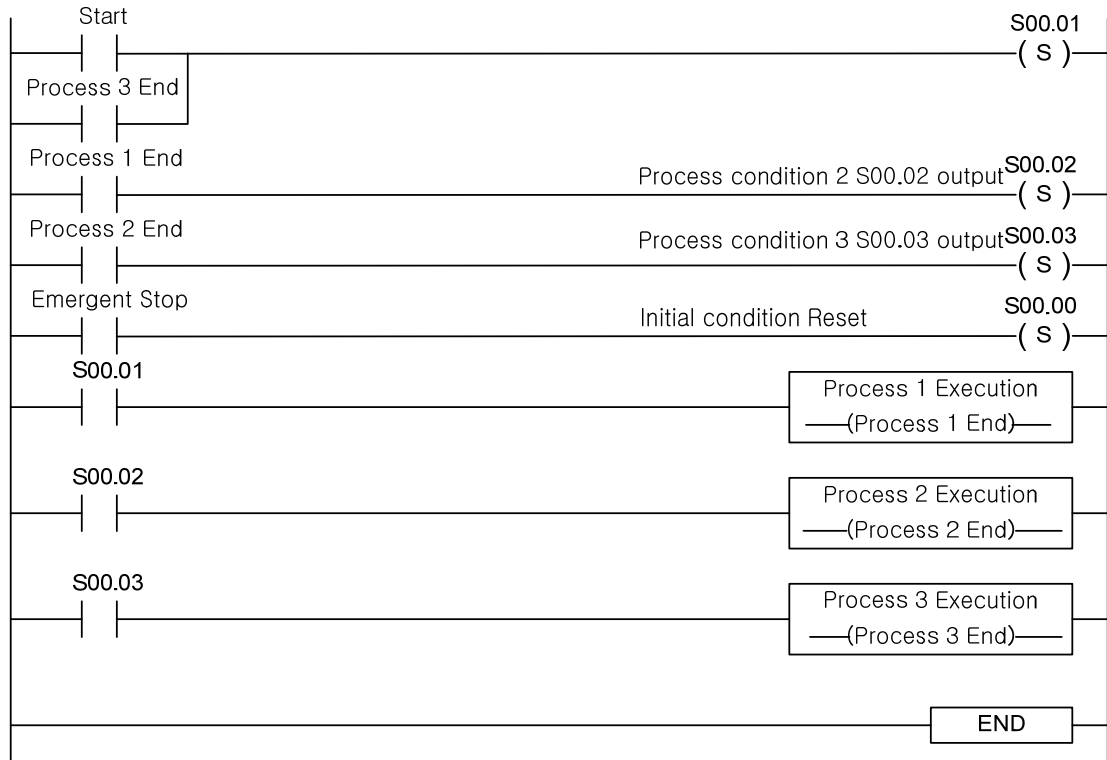 Start
S00.01
( S )
Process 3 End
Process 1 End
Process condition 2 S00.02 output
S00.02
( S )
Process 2 End
Process condition 3 S00.03 output
S00.03
( S )
Emergent Stop
Initial condition Reset
S00.00
( S )
S00.01
Process 1 Execution
(Process 1 End)
S00.02
Process 2 Execution
(Process 2 End)
S00.03
Process 3 Execution
(Process 3 End)
END